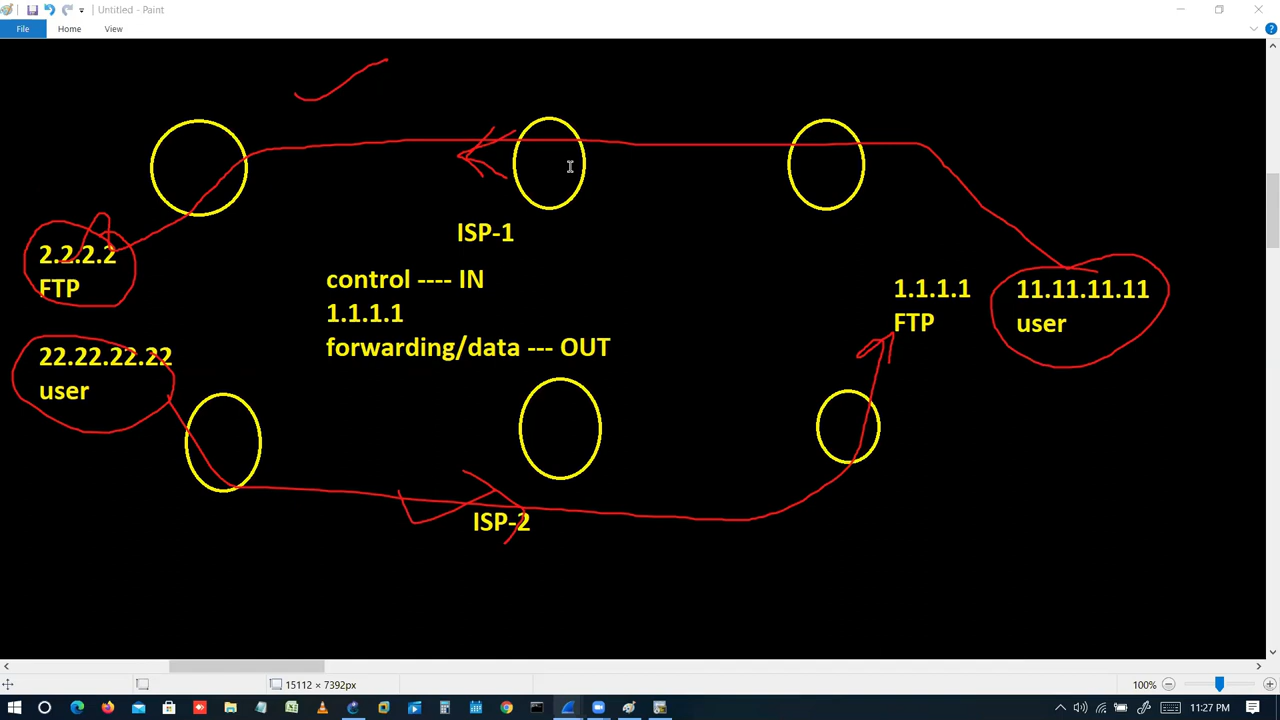 Untitled - Paint
File Home View
ISP-1
2.2.2.2
FTP
control ---- IN
1.1.1.1
forwarding/data --- OUT
1.1.1.1
FTP
11.11.11.11
user
22.22.22.22
user
ISP-2
15112 × 7392px
100%
11:27 PM